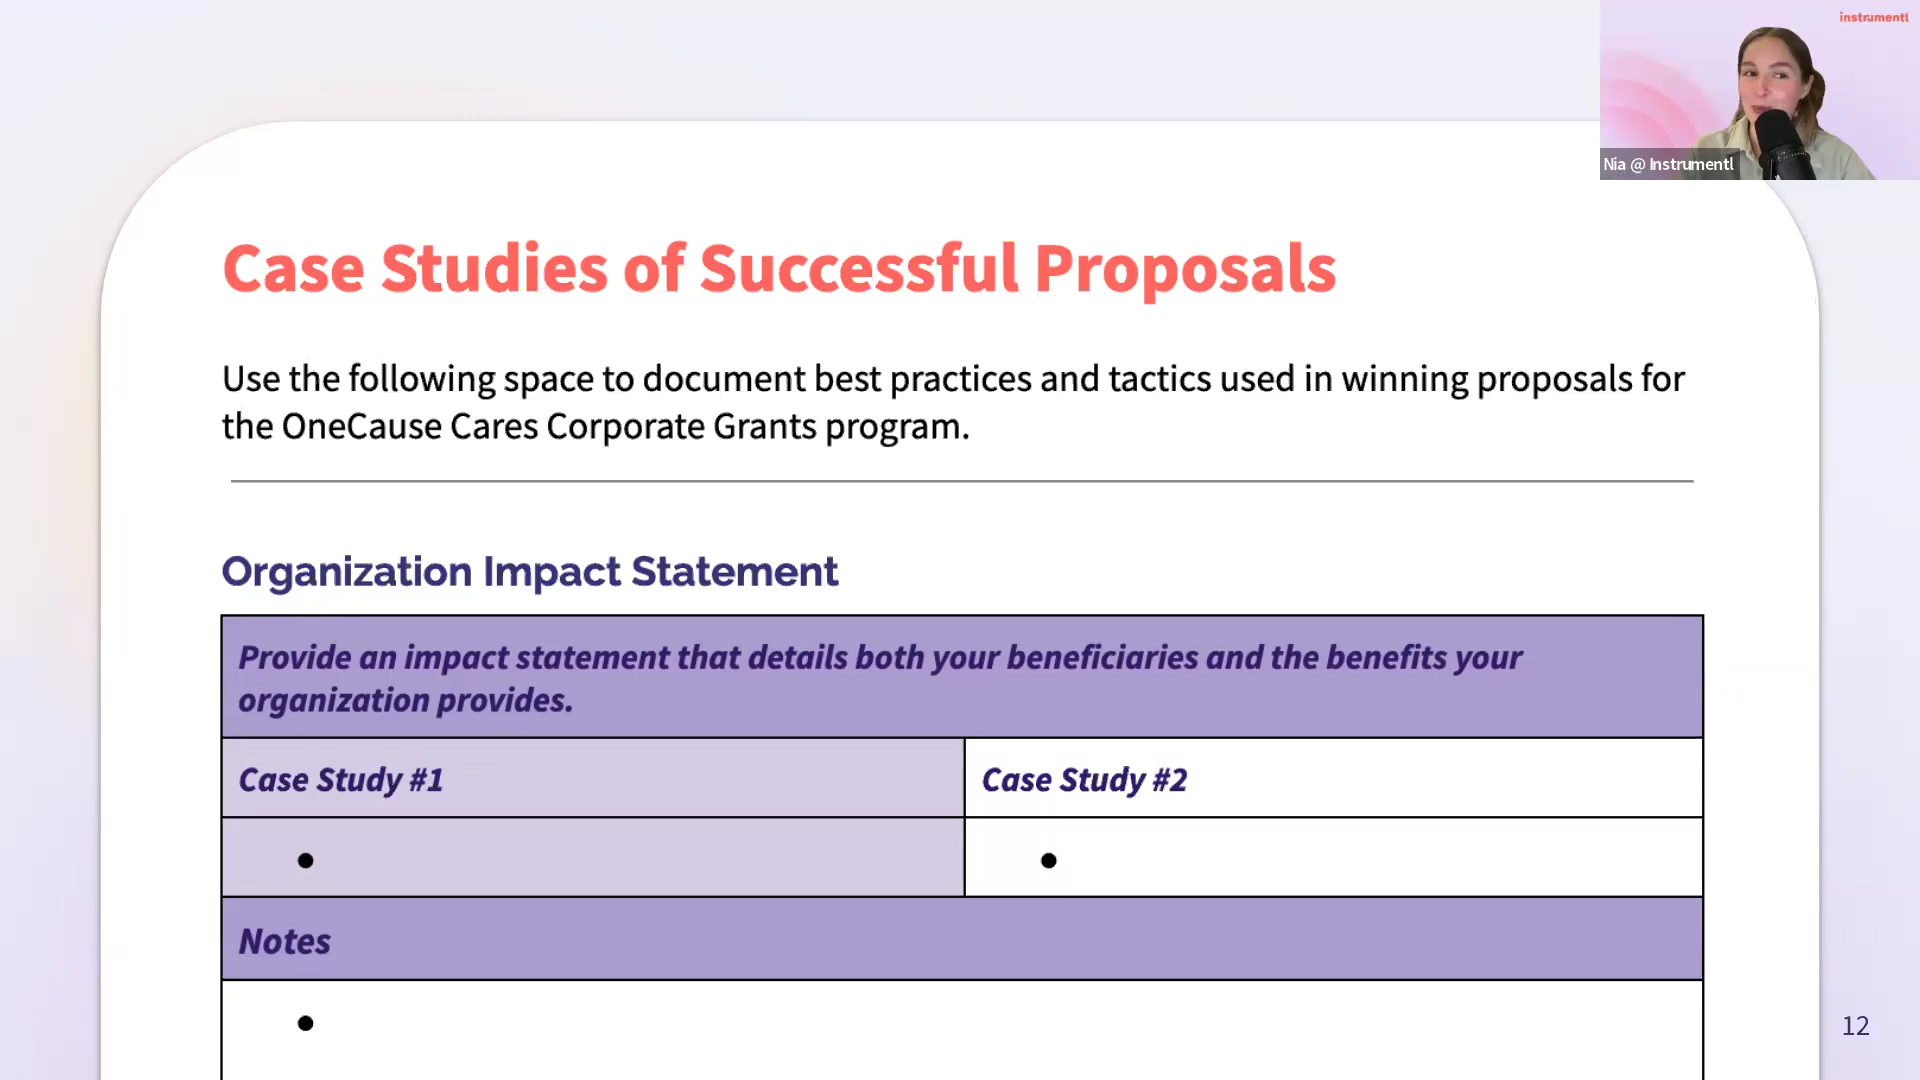 instrumentl
Nia @ Instrumentl
Case Studies of Successful Proposals
Use the following space to document best practices and tactics used in winning proposals for
the OneCause Cares Corporate Grants program.
Organization Impact Statement
Provide an impact statement that details both your beneficiaries and the benefits your
organization provides.
Case Study #1
Case Study #2
Notes
12